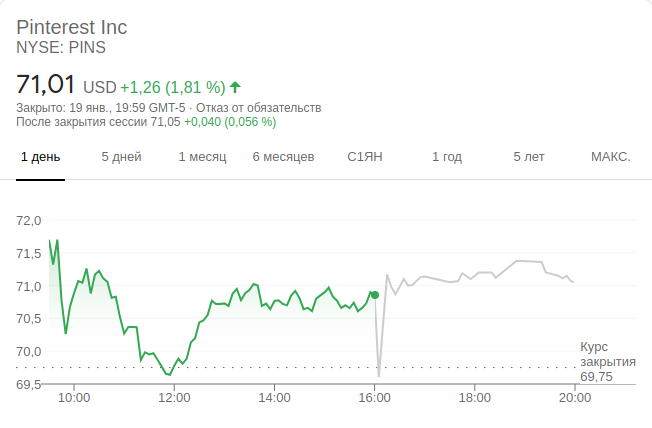 Pinterest Inc
NYSE: PINS
71,01 USD +1,26 (1,81 %)
Закрыто: 19 янв., 19:59 GMT-5 · Отказ от обязательств
После закрытия сессии 71,05 +0,040 (0,056 %)
1 день 5 дней 1 месяц 6 месяцев С1ЯН 1 год 5 лет МАКС.
72,0
71,5
71,0
70,5
70,0
69,5
Курс
закрытия
69,75
10:00 12:00 14:00 16:00 18:00 20:00